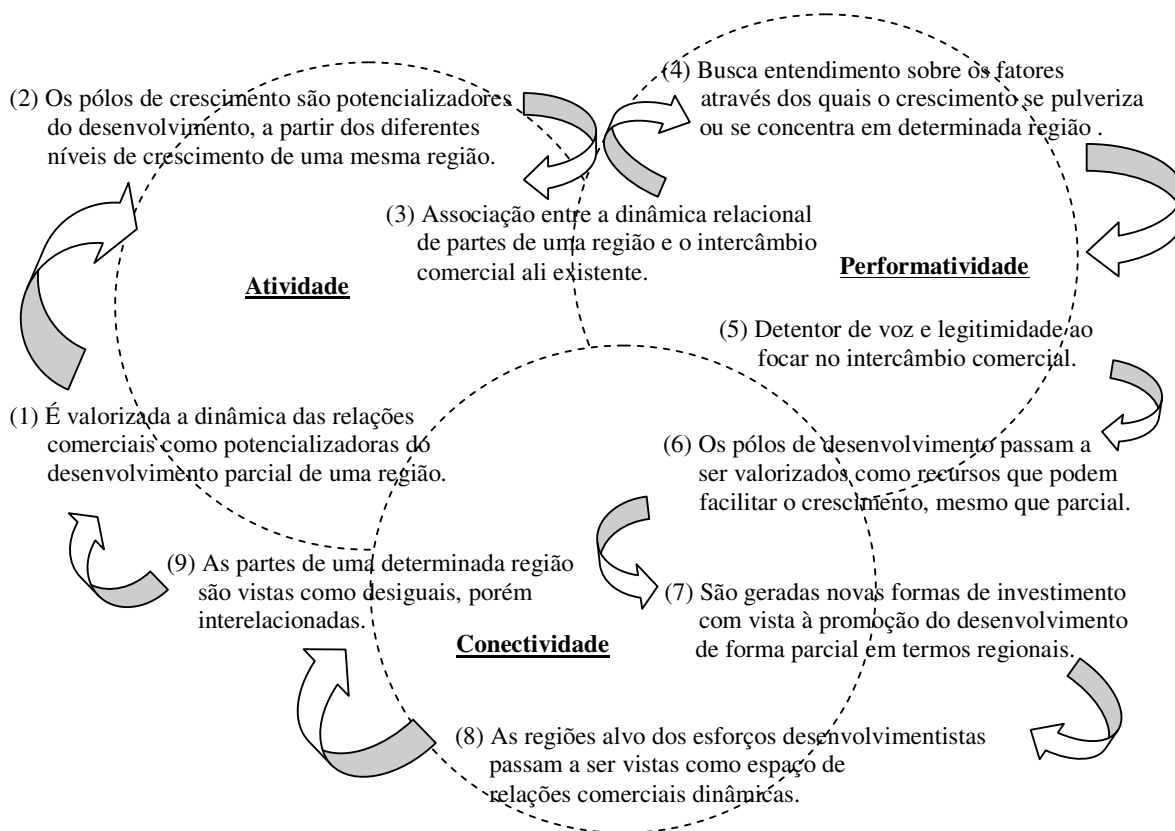 (4) Busca entendimento sobre os fatores
através dos quais o crescimento se pulveriza
ou se concentra em determinada região .
(2) Os pólos de crescimento são potencializadores
do desenvolvimento, a partir dos diferentes
níveis de crescimento de uma mesma região.
(3) Associação entre a dinâmica relacional
de partes de uma região e o intercâmbio
comercial ali existente.
Atividade
Performatividade
(5) Detentor de voz e legitimidade ao
focar no intercâmbio comercial.
(1) É valorizada a dinâmica das relações
comerciais como potencializadoras do
desenvolvimento parcial de uma região.
(6) Os pólos de desenvolvimento passam a
ser valorizados como recursos que podem
facilitar o crescimento, mesmo que parcial.
(9) As partes de uma determinada região
são vistas como desiguais, porém
interelacionadas.
(7) São geradas novas formas de investimento
com vista à promoção do desenvolvimento
de forma parcial em termos regionais.
Conectividade
(8) As regiões alvo dos esforços desenvolvimentistas
passam a ser vistas como espaço de
relações comerciais dinâmicas.